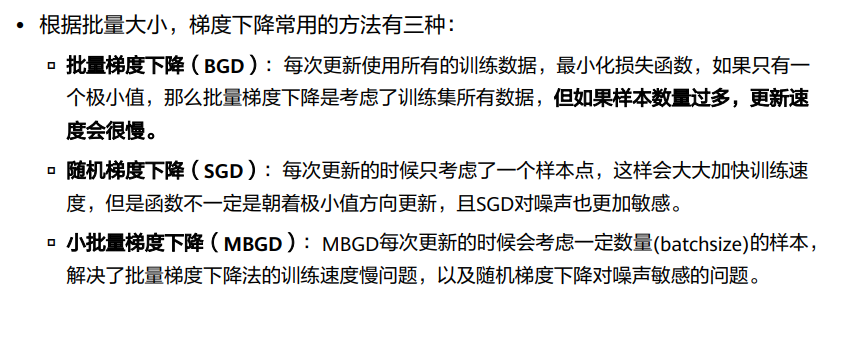 • 根据批量大小，梯度下降常用的方法有三种：
▫ 批量梯度下降（BGD）：每次更新使用所有的训练数据，最小化损失函数，如果只有一
个极小值，那么批量梯度下降是考虑了训练集所有数据，但如果样本数量过多，更新速
度会很慢。
▫ 随机梯度下降（SGD）：每次更新的时候只考虑了一个样本点，这样会大大加快训练速
度，但是函数不一定是朝着极小值方向更新，且SGD对噪声也更加敏感。
▫ 小批量梯度下降（MBGD）：MBGD每次更新的时候会考虑一定数量(batchsize)的样本，
解决了批量梯度下降法的训练速度慢问题，以及随机梯度下降对噪声敏感的问题。